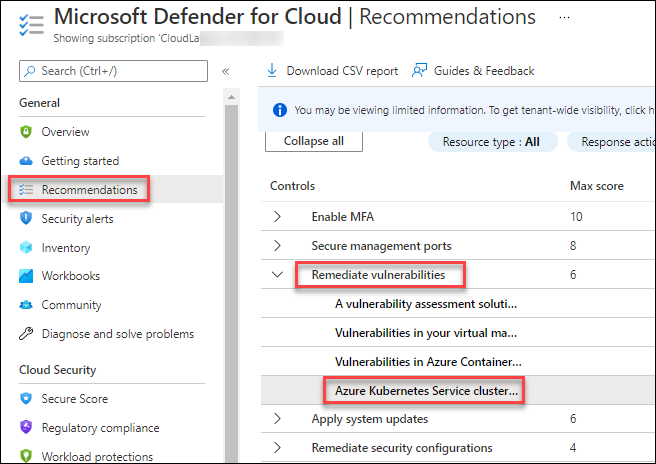 Microsoft Defender for Cloud | Recommendations ...
Showing subscription 'CloudLa
Search (Ctrl+/) «
Download CSV report Guides & Feedback
General
Overview
Getting started
Recommendations
Security alerts
Inventory
Workbooks
Community
Diagnose and solve problems
Cloud Security
Secure Score
Regulatory compliance
Workload protections
You may be viewing limited information. To get tenant-wide visibility, click h
Collapse all Resource type : All Response actio
Controls Max score
Enable MFA 10
Secure management ports 8
Remediate vulnerabilities 6
A vulnerability assessment soluti...
Vulnerabilities in your virtual ma...
Vulnerabilities in Azure Container...
Azure Kubernetes Service cluster...
Apply system updates 6
Remediate security configurations 4